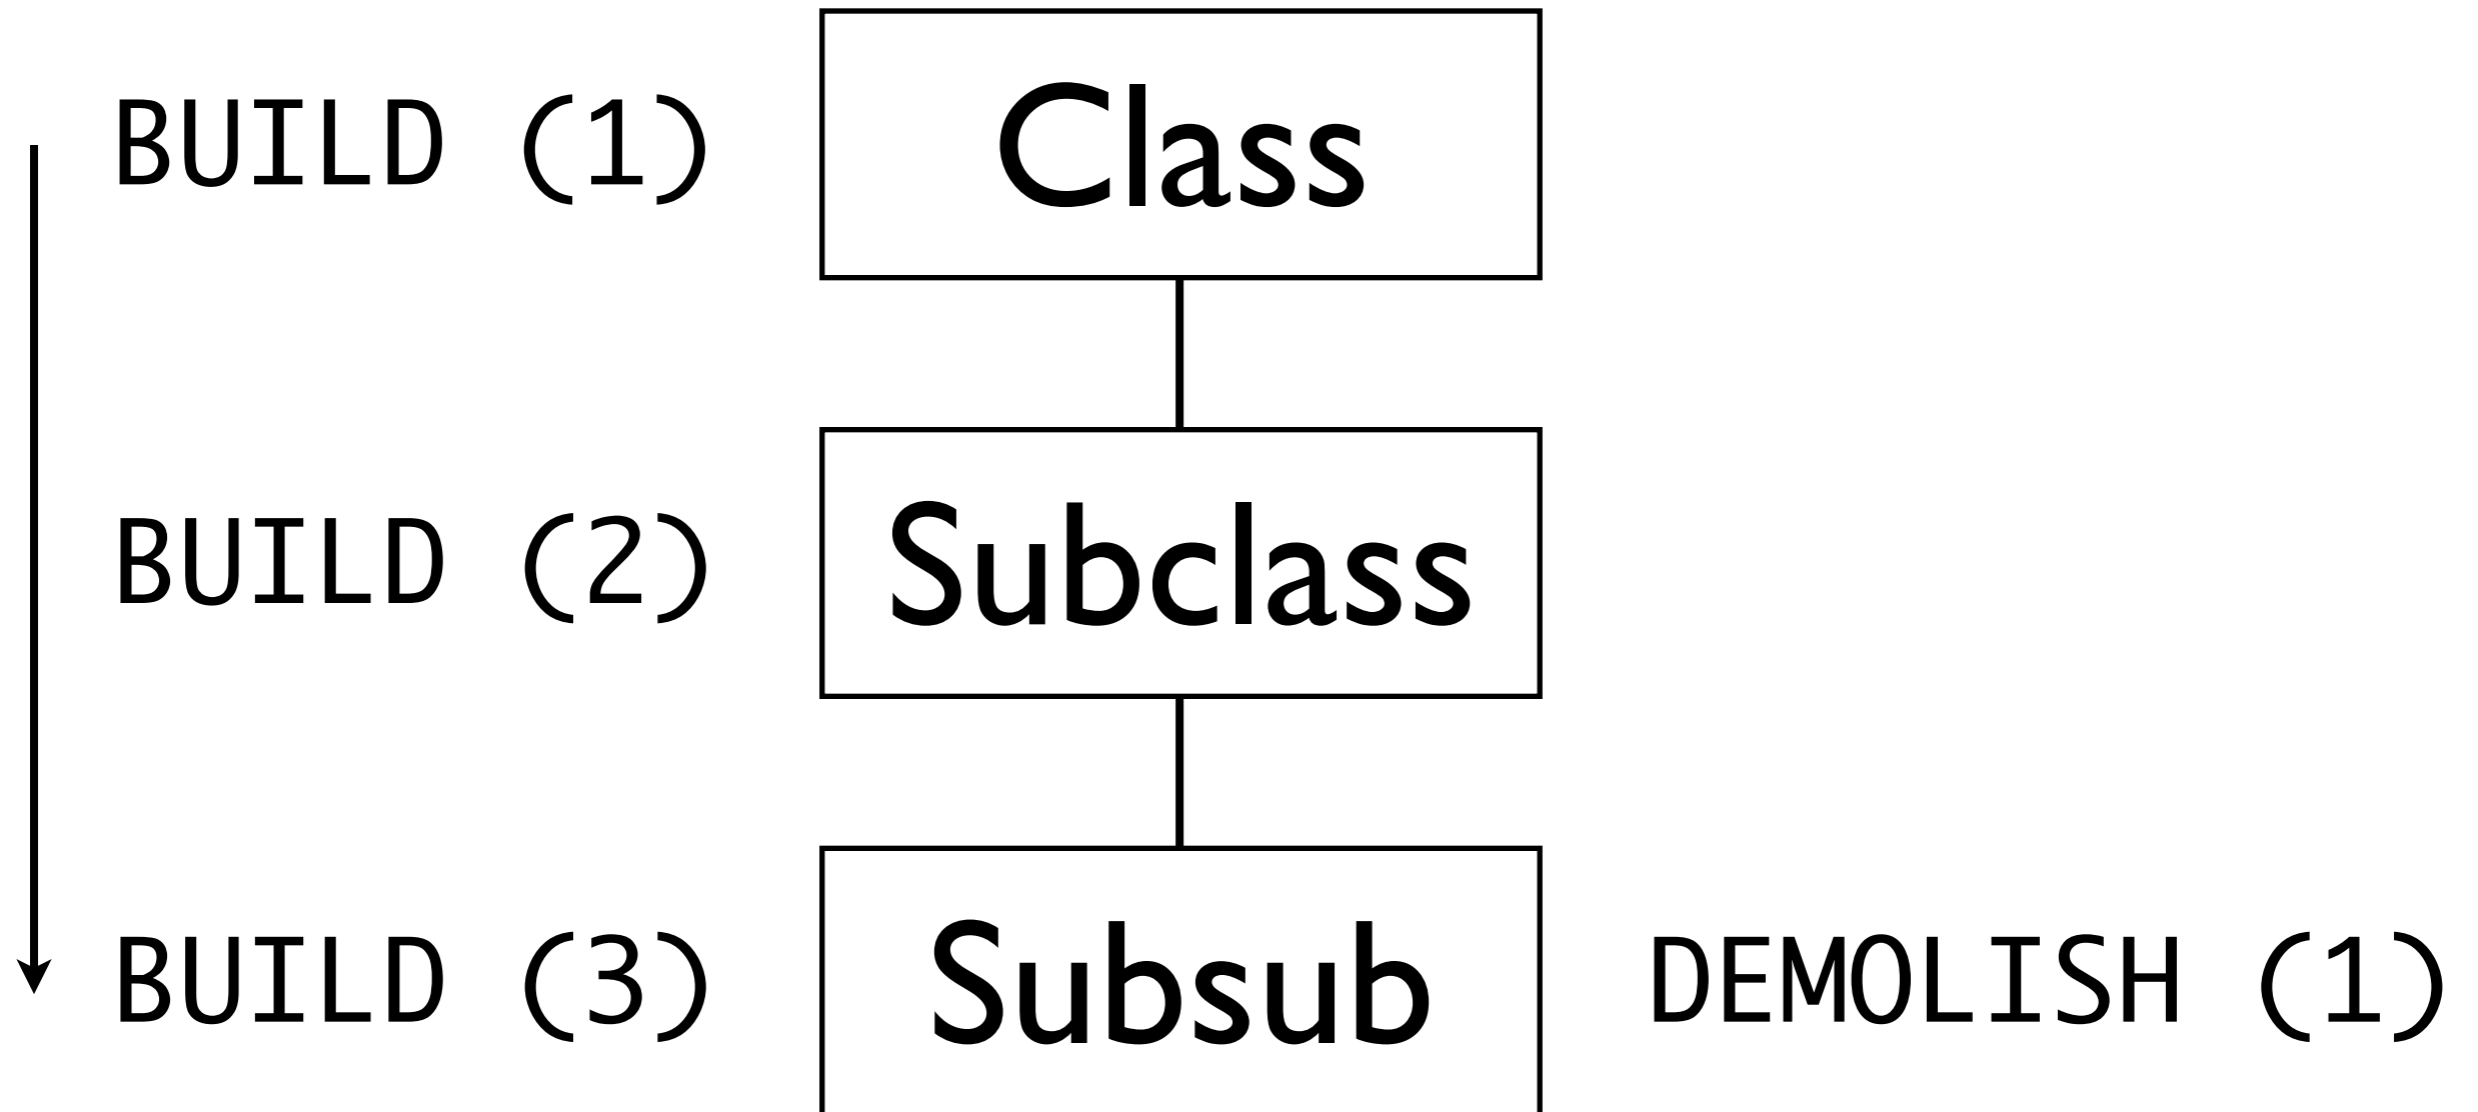 BUILD (1) Class
BUILD (2) Subclass
BUILD (3) Subsub DEMOLISH (1)